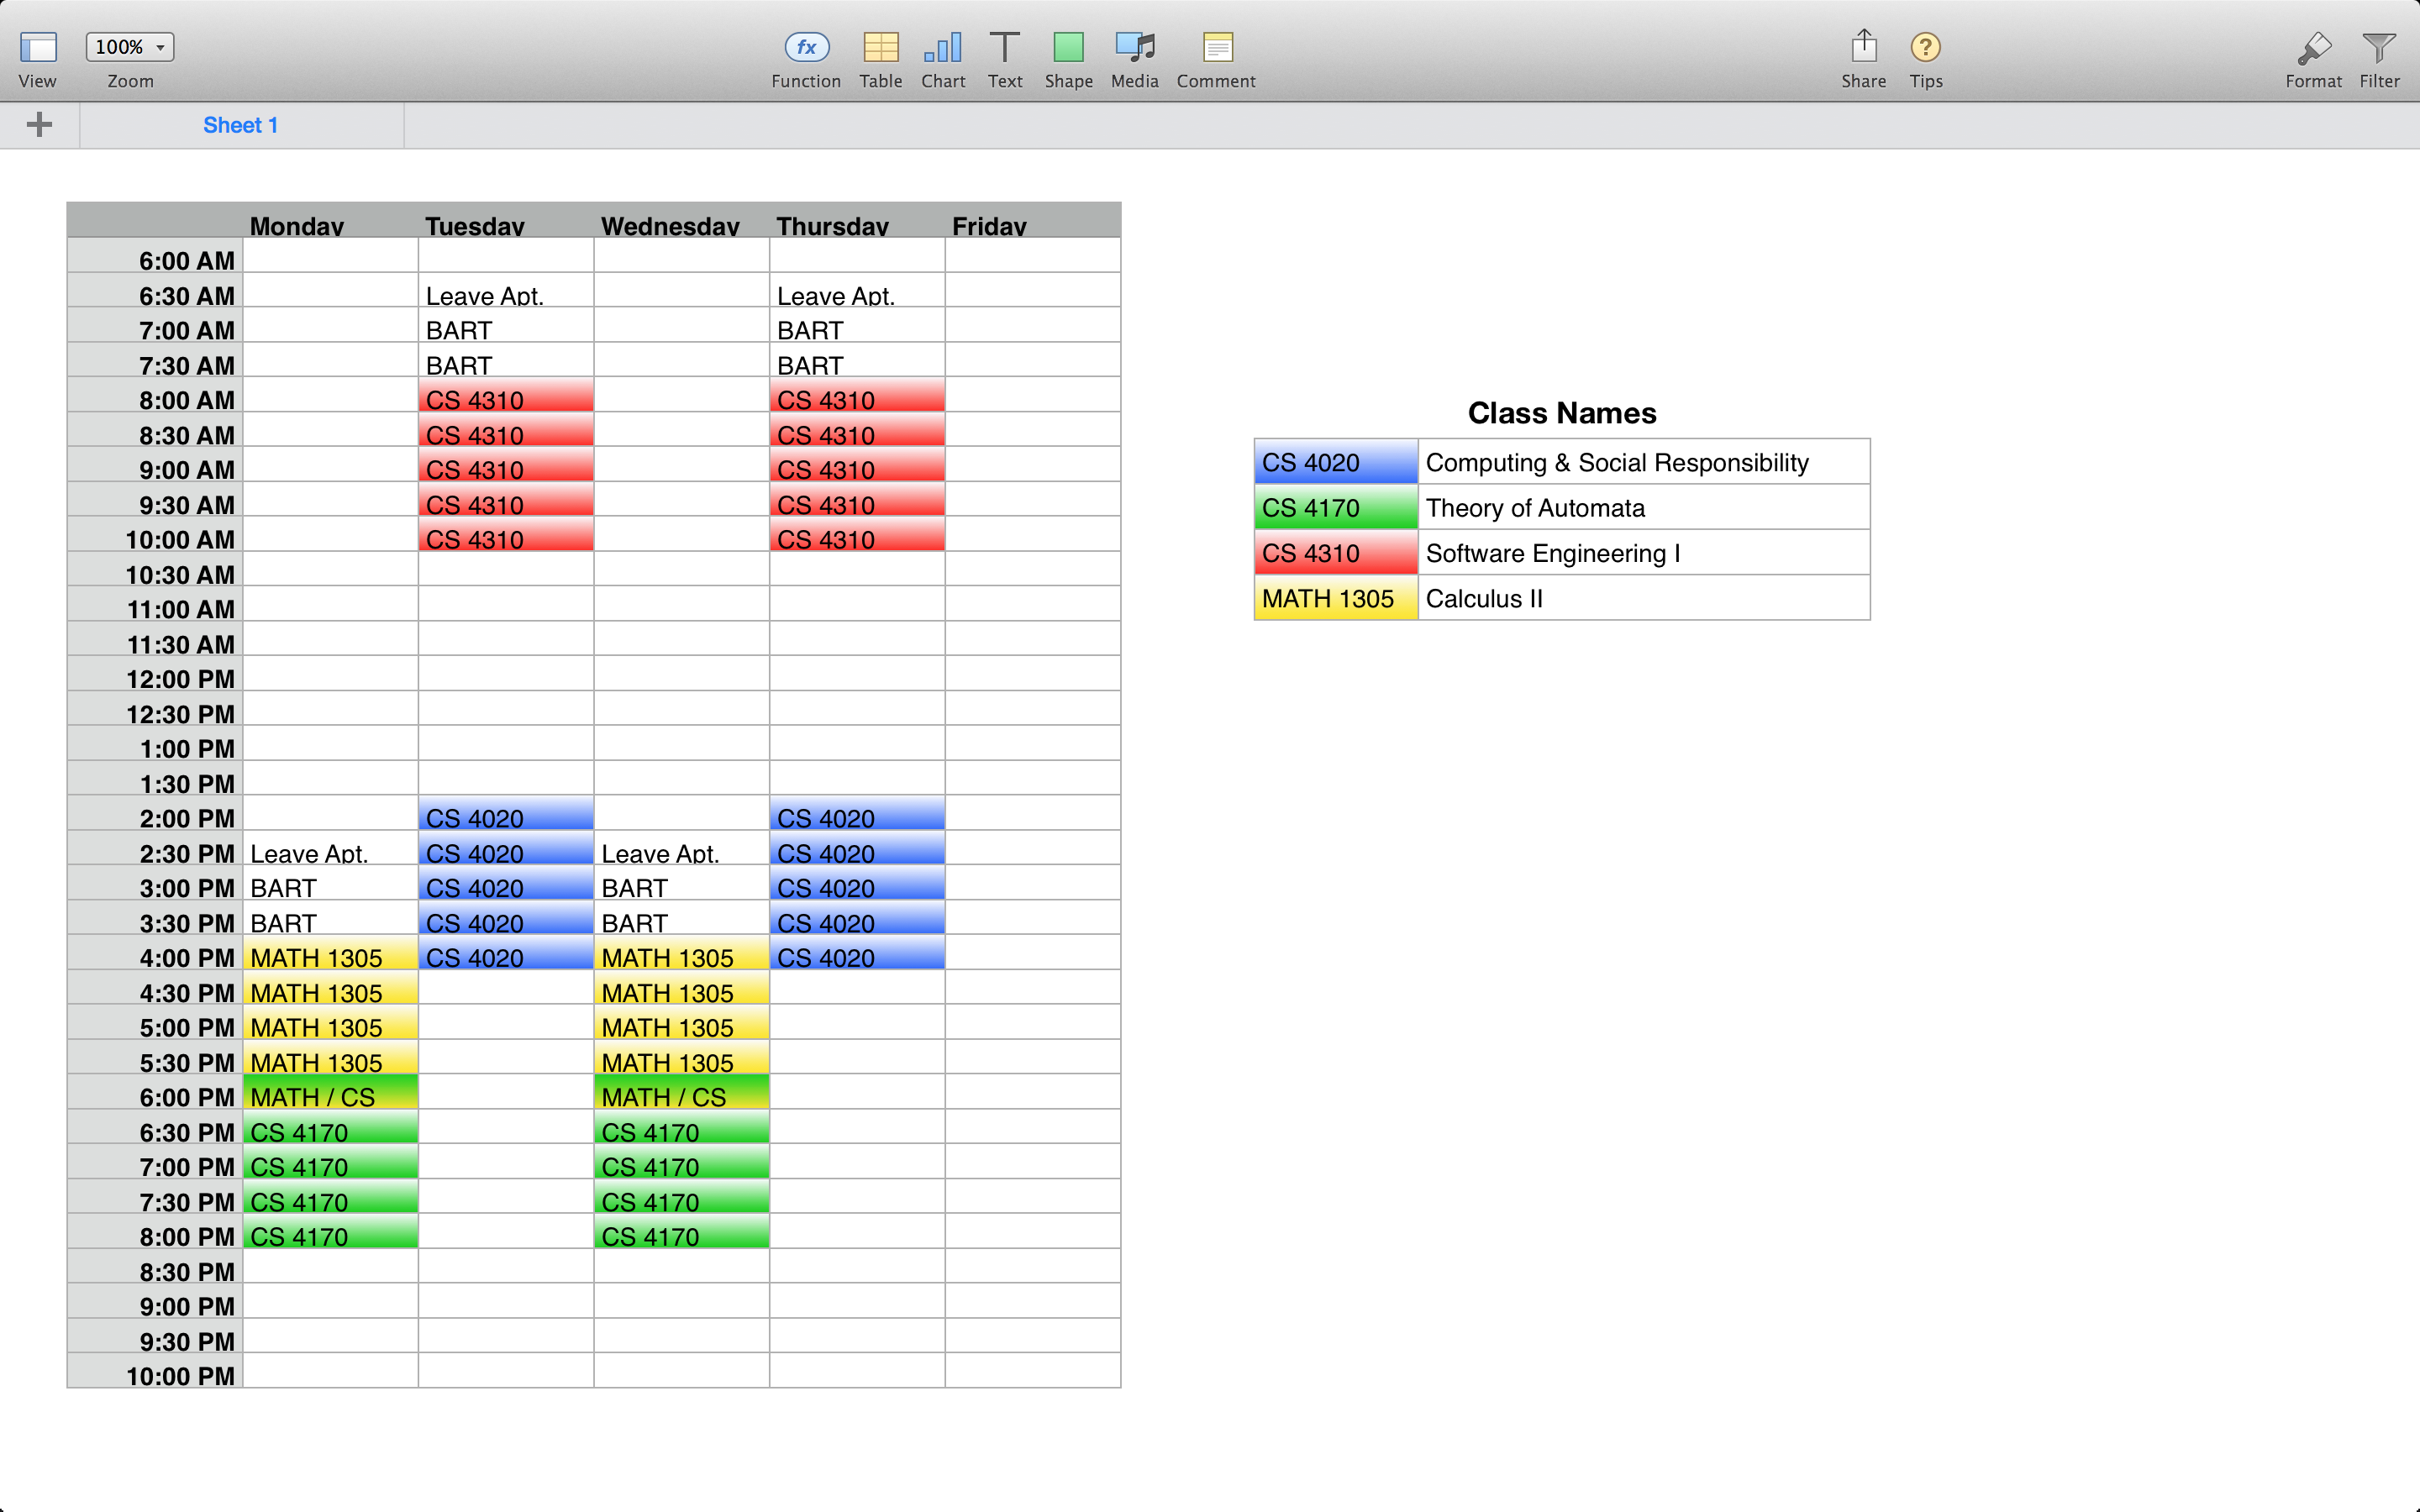 View 100% Zoom Function Table Chart Text Shape Media Comment Share Tips Format Filter
Sheet 1
Monday Tuesday Wednesday Thursday Friday
6:00 AM
6:30 AM Leave Apt. Leave Apt.
7:00 AM BART BART
7:30 AM BART BART
8:00 AM CS 4310 CS 4310
8:30 AM CS 4310 CS 4310
9:00 AM CS 4310 CS 4310
9:30 AM CS 4310 CS 4310
10:00 AM CS 4310 CS 4310
10:30 AM
11:00 AM
11:30 AM
12:00 PM
12:30 PM
1:00 PM
1:30 PM
2:00 PM CS 4020 CS 4020
2:30 PM Leave Apt. CS 4020 Leave Apt. CS 4020
3:00 PM BART CS 4020 BART CS 4020
3:30 PM BART CS 4020 BART CS 4020
4:00 PM MATH 1305 CS 4020 MATH 1305 CS 4020
4:30 PM MATH 1305 MATH 1305
5:00 PM MATH 1305 MATH 1305
5:30 PM MATH 1305 MATH 1305
6:00 PM MATH / CS MATH / CS
6:30 PM CS 4170 CS 4170
7:00 PM CS 4170 CS 4170
7:30 PM CS 4170 CS 4170
8:00 PM CS 4170 CS 4170
8:30 PM
9:00 PM
9:30 PM
10:00 PM
Class Names
CS 4020 Computing & Social Responsibility
CS 4170 Theory of Automata
CS 4310 Software Engineering I
MATH 1305 Calculus II